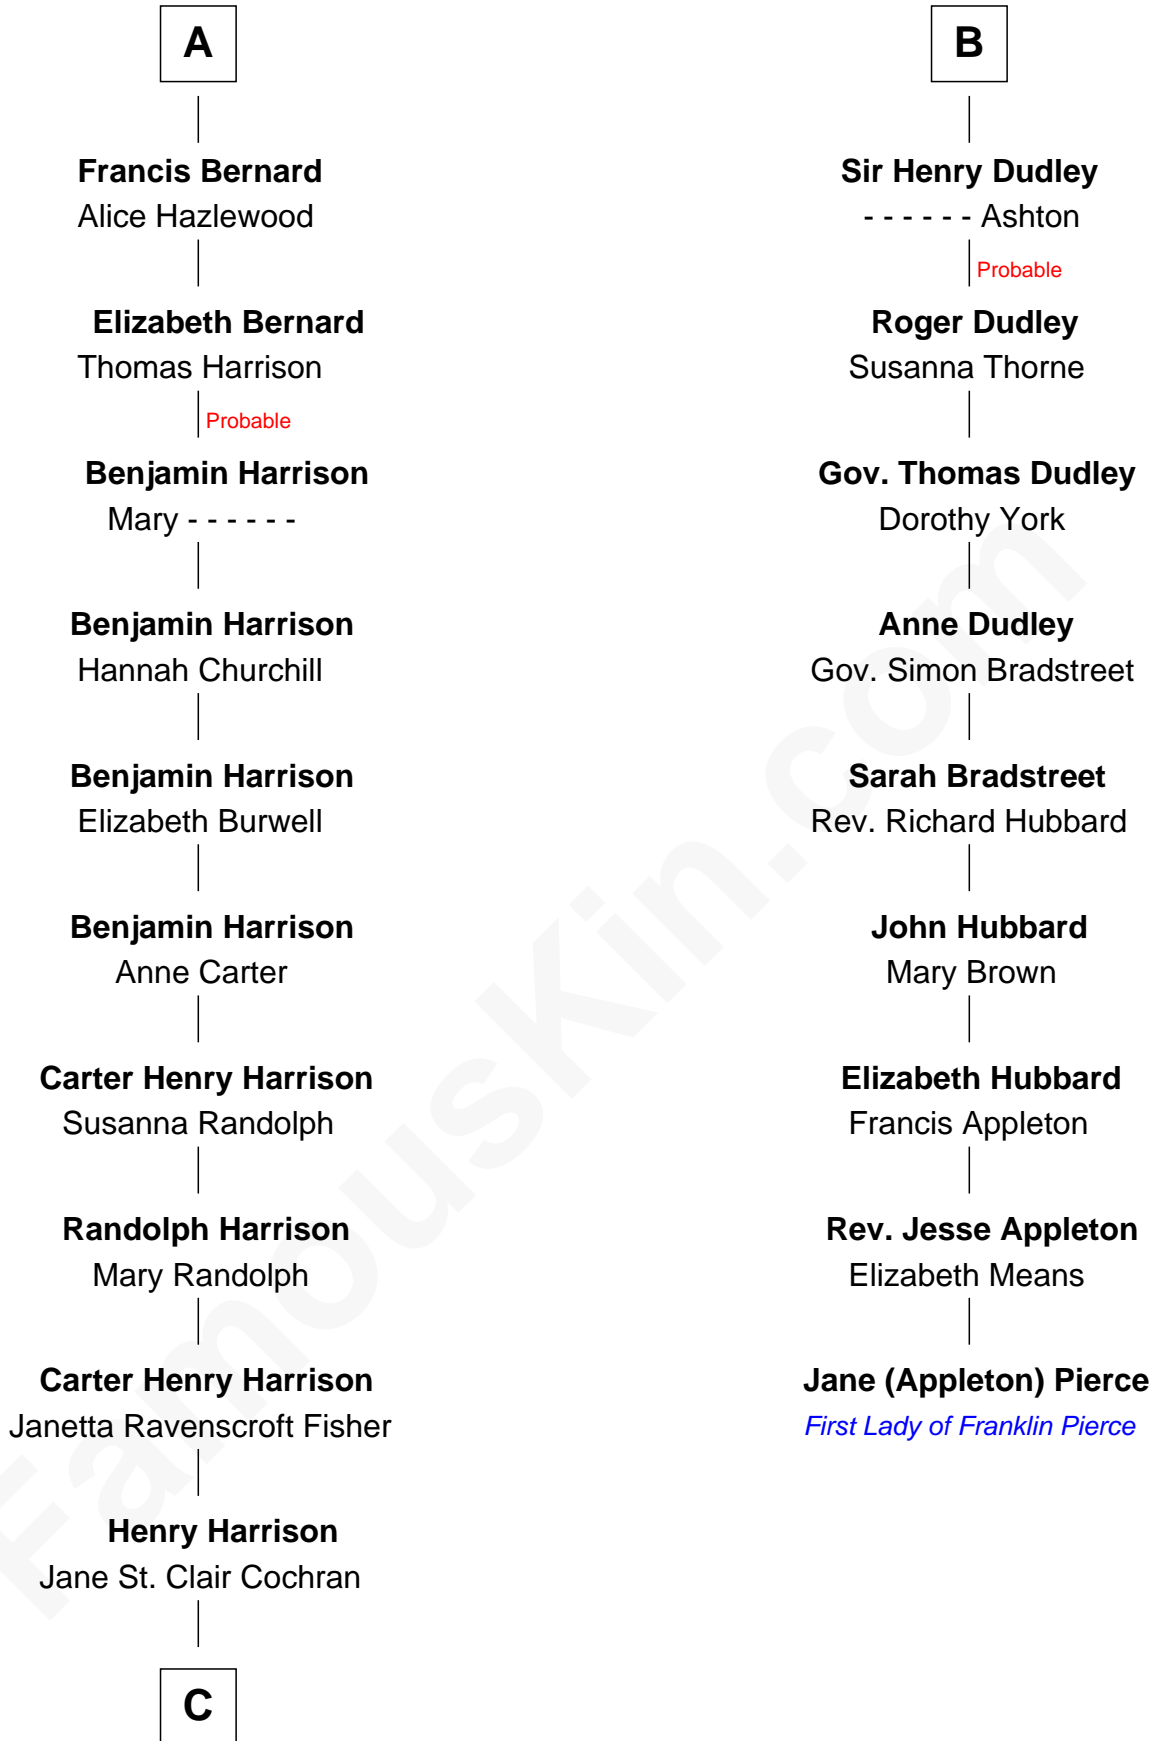 A
Francis Bernard
Alice Hazlewood
Elizabeth Bernard
Thomas Harrison
Probable
Benjamin Harrison
Mary - - - - - -
Benjamin Harrison
Hannah Churchill
Benjamin Harrison
Elizabeth Burwell
Benjamin Harrison
Anne Carter
Carter Henry Harrison
Susanna Randolph
Randolph Harrison
Mary Randolph
Carter Henry Harrison
Janetta Ravenscroft Fisher
Henry Harrison
Jane St. Clair Cochran
C
B
Sir Henry Dudley
- - - - - - Ashton
Probable
Roger Dudley
Susanna Thorne
Gov. Thomas Dudley
Dorothy York
Anne Dudley
Gov. Simon Bradstreet
Sarah Bradstreet
Rev. Richard Hubbard
John Hubbard
Mary Brown
Elizabeth Hubbard
Francis Appleton
Rev. Jesse Appleton
Elizabeth Means
Jane (Appleton) Pierce
First Lady of Franklin Pierce
FamousKin.com